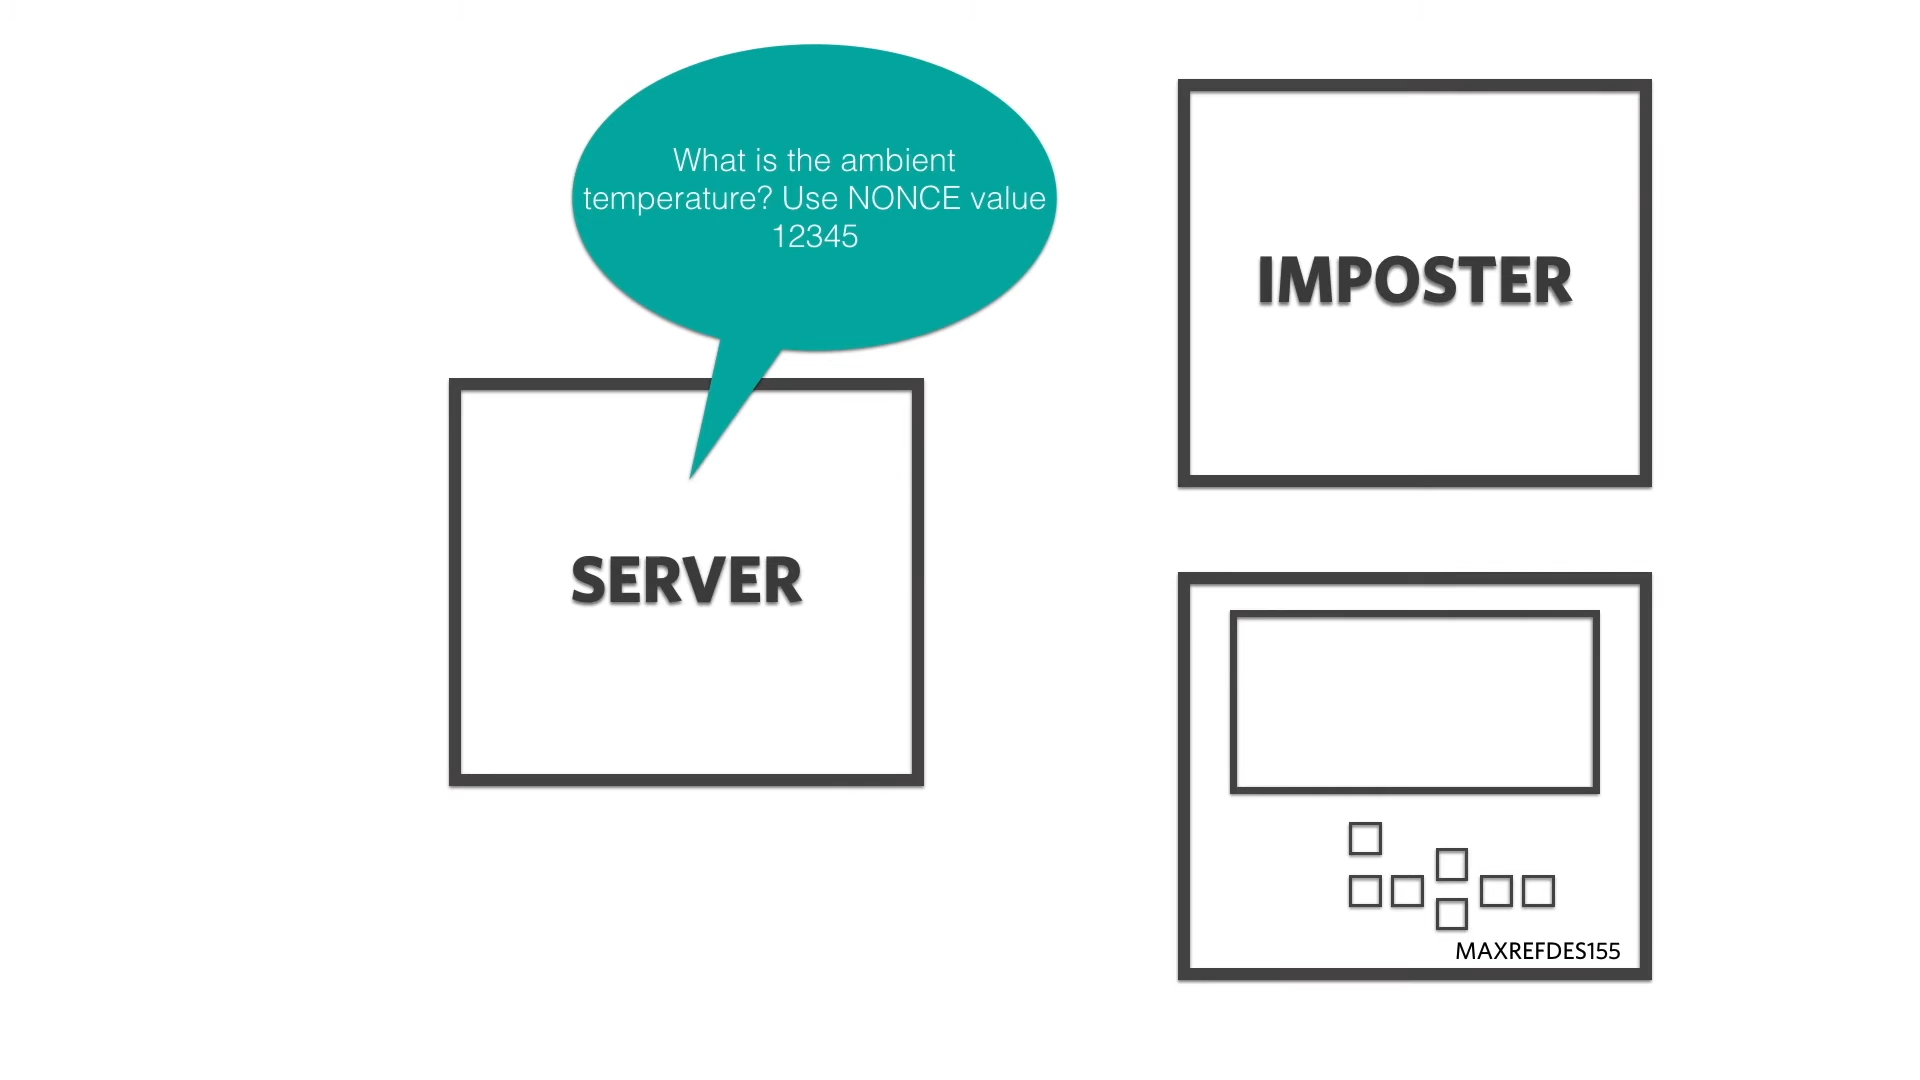 What is the ambient
temperature? Use NONCE value
12345
IMPOSTER
SERVER
MAXREFDES155